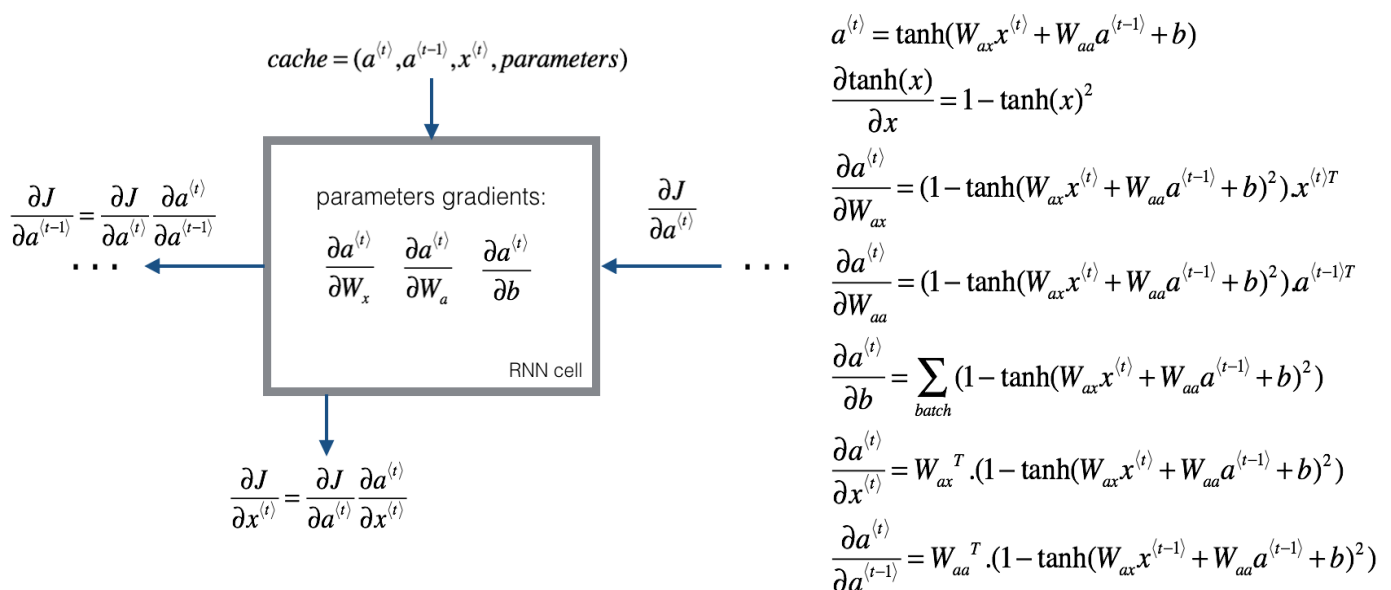 cache = (a⟨t⟩, a⟨t−1⟩, x⟨t⟩, parameters)
∂J/∂a⟨t−1⟩ = ∂J/∂a⟨t⟩ ∂a⟨t⟩/∂a⟨t−1⟩
...
parameters gradients:
∂a⟨t⟩/∂W_x ∂a⟨t⟩/∂W_a ∂a⟨t⟩/∂b
RNN cell
∂J/∂a⟨t⟩
...
∂J/∂x⟨t⟩ = ∂J/∂a⟨t⟩ ∂a⟨t⟩/∂x⟨t⟩
a⟨t⟩ = tanh(W_ax x⟨t⟩ + W_aa a⟨t−1⟩ + b)
∂tanh(x)/∂x = 1 − tanh(x)²
∂a⟨t⟩/∂W_ax = (1 − tanh(W_ax x⟨t⟩ + W_aa a⟨t−1⟩ + b)²).x⟨t⟩T
∂a⟨t⟩/∂W_aa = (1 − tanh(W_ax x⟨t⟩ + W_aa a⟨t−1⟩ + b)²).a⟨t−1⟩T
∂a⟨t⟩/∂b = ∑_batch (1 − tanh(W_ax x⟨t⟩ + W_aa a⟨t−1⟩ + b)²)
∂a⟨t⟩/∂x⟨t⟩ = W_ax^T.(1 − tanh(W_ax x⟨t⟩ + W_aa a⟨t−1⟩ + b)²)
∂a⟨t⟩/∂a⟨t−1⟩ = W_aa^T.(1 − tanh(W_ax x⟨t−1⟩ + W_aa a⟨t−1⟩ + b)²)